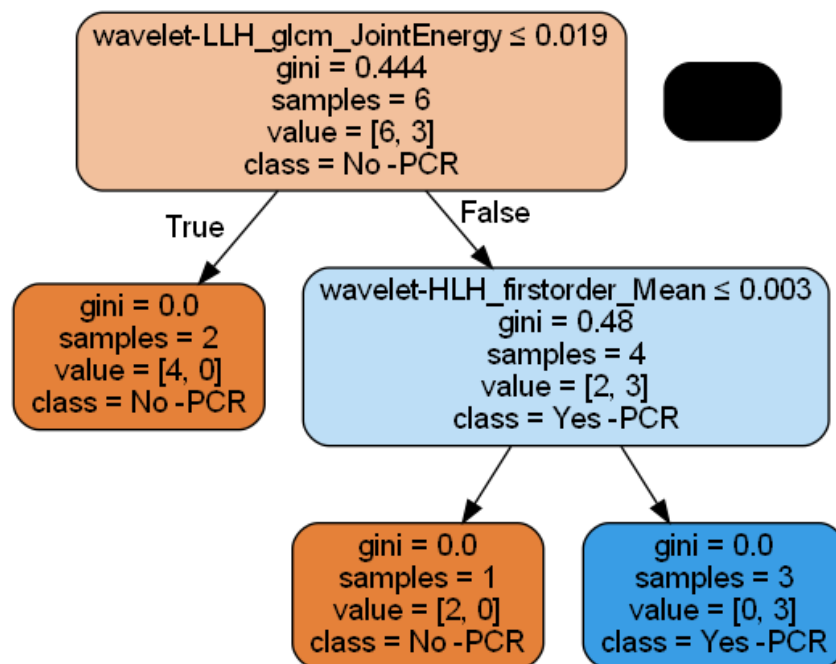 wavelet-LLH_glcm_JointEnergy ≤ 0.019
gini = 0.444
samples = 6
value = [6, 3]
class = No -PCR
True
False
gini = 0.0
samples = 2
value = [4, 0]
class = No -PCR
wavelet-HLH_firstorder_Mean ≤ 0.003
gini = 0.48
samples = 4
value = [2, 3]
class = Yes -PCR
gini = 0.0
samples = 1
value = [2, 0]
class = No -PCR
gini = 0.0
samples = 3
value = [0, 3]
class = Yes -PCR